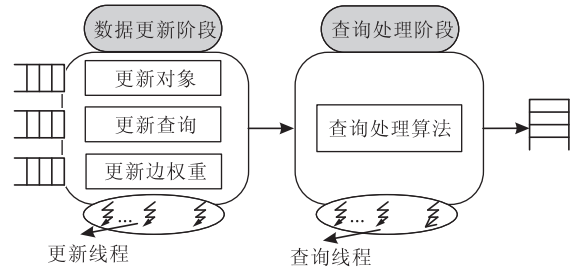 数据更新阶段
查询处理阶段
更新对象
更新查询
更新边权重
查询处理算法
...
...
更新线程
查询线程